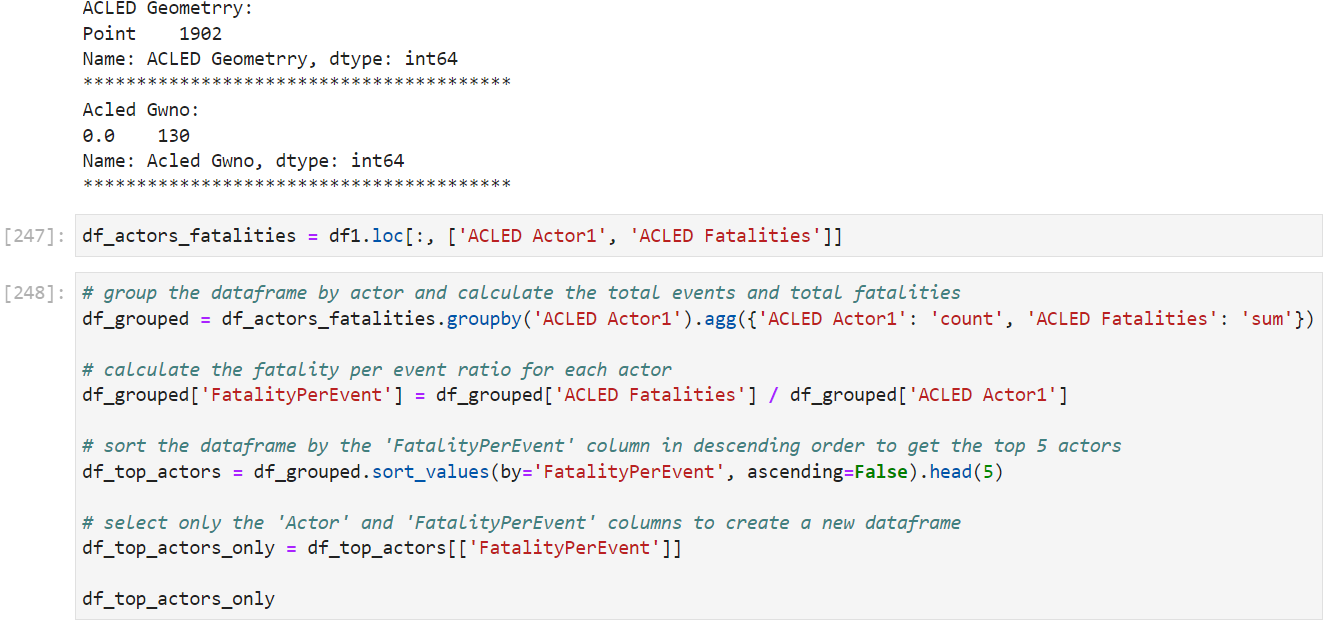 ACLED Geometrry:
Point    1902
Name: ACLED Geometrry, dtype: int64
****************************************
Acled Gwno:
0.0    130
Name: Acled Gwno, dtype: int64
****************************************
[247]: df_actors_fatalities = df1.loc[:, ['ACLED Actor1', 'ACLED Fatalities']]
[248]: # group the dataframe by actor and calculate the total events and total fatalities
df_grouped = df_actors_fatalities.groupby('ACLED Actor1').agg({'ACLED Actor1': 'count', 'ACLED Fatalities': 'sum'})
# calculate the fatality per event ratio for each actor
df_grouped['FatalityPerEvent'] = df_grouped['ACLED Fatalities'] / df_grouped['ACLED Actor1']
# sort the dataframe by the 'FatalityPerEvent' column in descending order to get the top 5 actors
df_top_actors = df_grouped.sort_values(by='FatalityPerEvent', ascending=False).head(5)
# select only the 'Actor' and 'FatalityPerEvent' columns to create a new dataframe
df_top_actors_only = df_top_actors[['FatalityPerEvent']]
df_top_actors_only